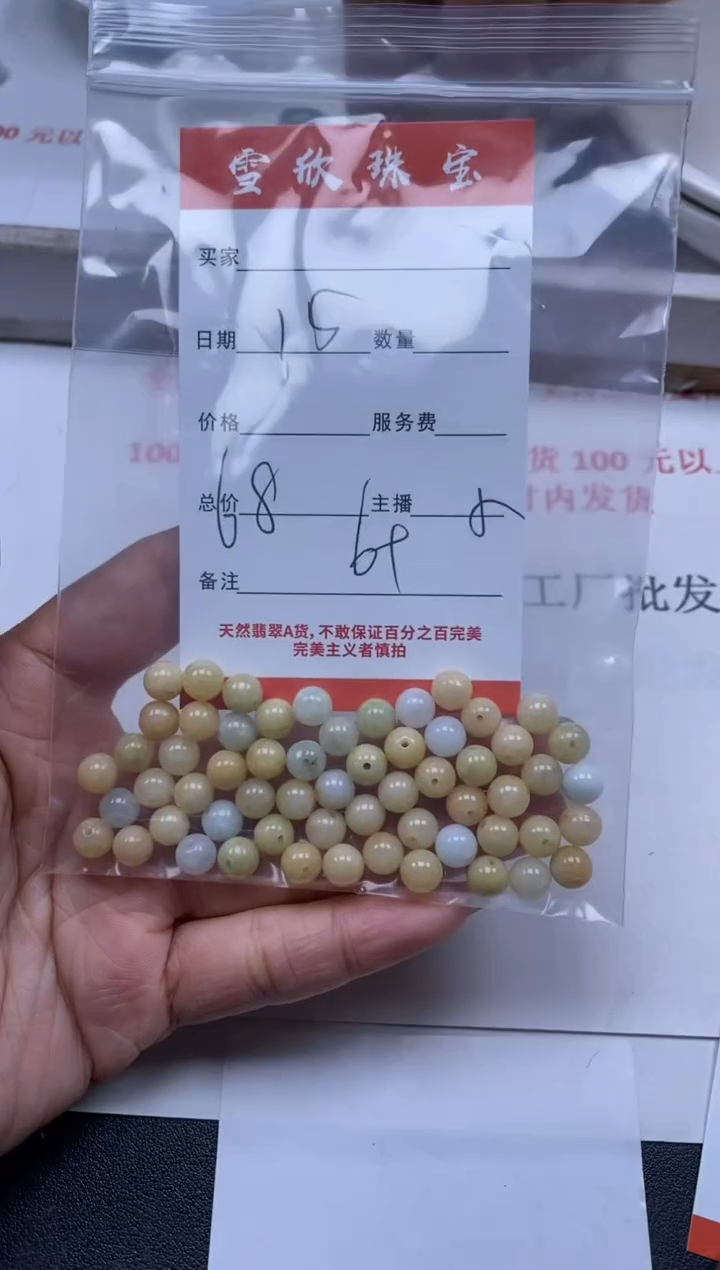 00 元以
雪欣珠宝
买家
日期 15 数量
价格 服务费
100
货 100 元以
时内发货
总价 68 主播
工厂批发
备注
天然翡翠A货，不敢保证百分之百完美
完美主义者慎拍